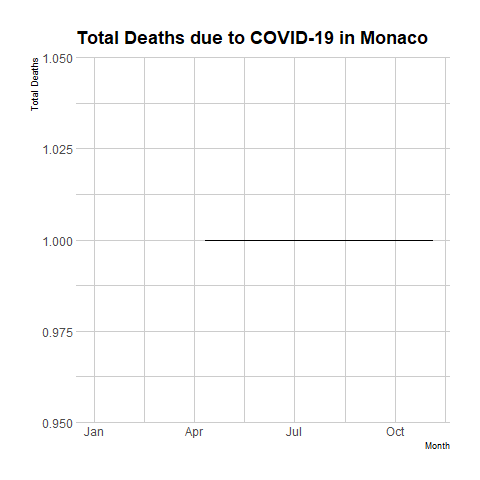 Total Deaths due to COVID-19 in Monaco
Total Deaths
1.050
1.025
1.000
0.975
0.950
Jan Apr Jul Oct
Month